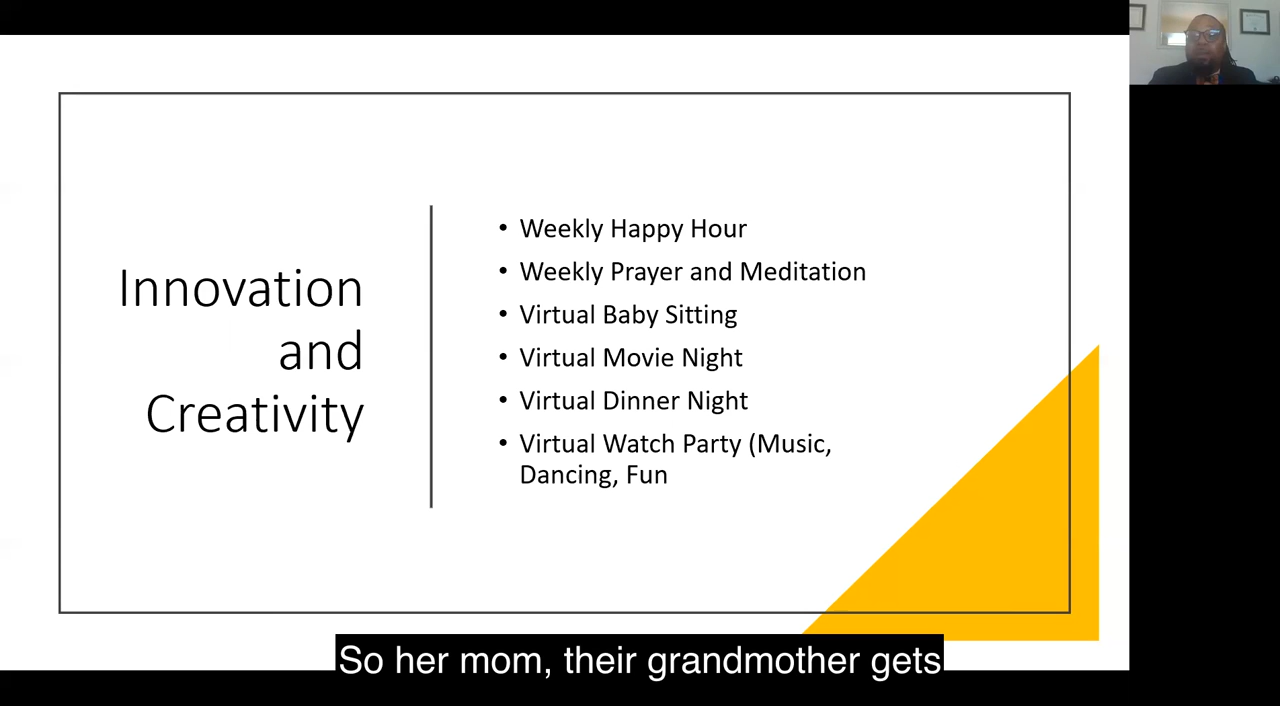 Innovation
and
Creativity
• Weekly Happy Hour
• Weekly Prayer and Meditation
• Virtual Baby Sitting
• Virtual Movie Night
• Virtual Dinner Night
• Virtual Watch Party (Music,
Dancing, Fun
So her mom, their grandmother gets